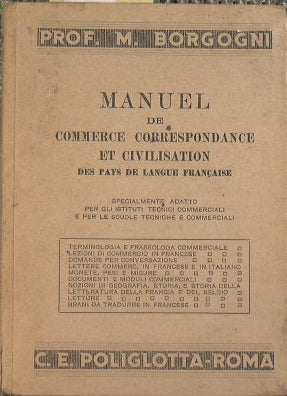 PROF. M. BORGOGNI
MANUEL
DE
COMMERCE CORRESPONDANCE
ET CIVILISATION
DES PAYS DE LANGUE FRANÇAISE
SPECIALMENTE ADATTO
PER GLI ISTITUTI TECNICI COMMERCIALI
E PER LE SCUOLE TECNICHE E COMMERCIALI
TERMINOLOGIA E FRASEOLOGA COMMERCIALE
LEZIONI DI COMMERCIO IN FRANCESE
DOMANDE PER CONVERSAZIONE
LETTERE COMMERC. IN FRANCESE E IN ITALIANO
MONETE, PESI E MISURE
DOCUMENTI E MODULI COMMERCIALI
NOZIONI DI GEOGRAFIA, STORIA, E STORIA DELLA
LETTERATURA DELLA FRANCIA E DEL BELGIO
LETTURE
BRANI DA TRADURRE IN FRANCESE
C. E. POLIGLOTTA-ROMA